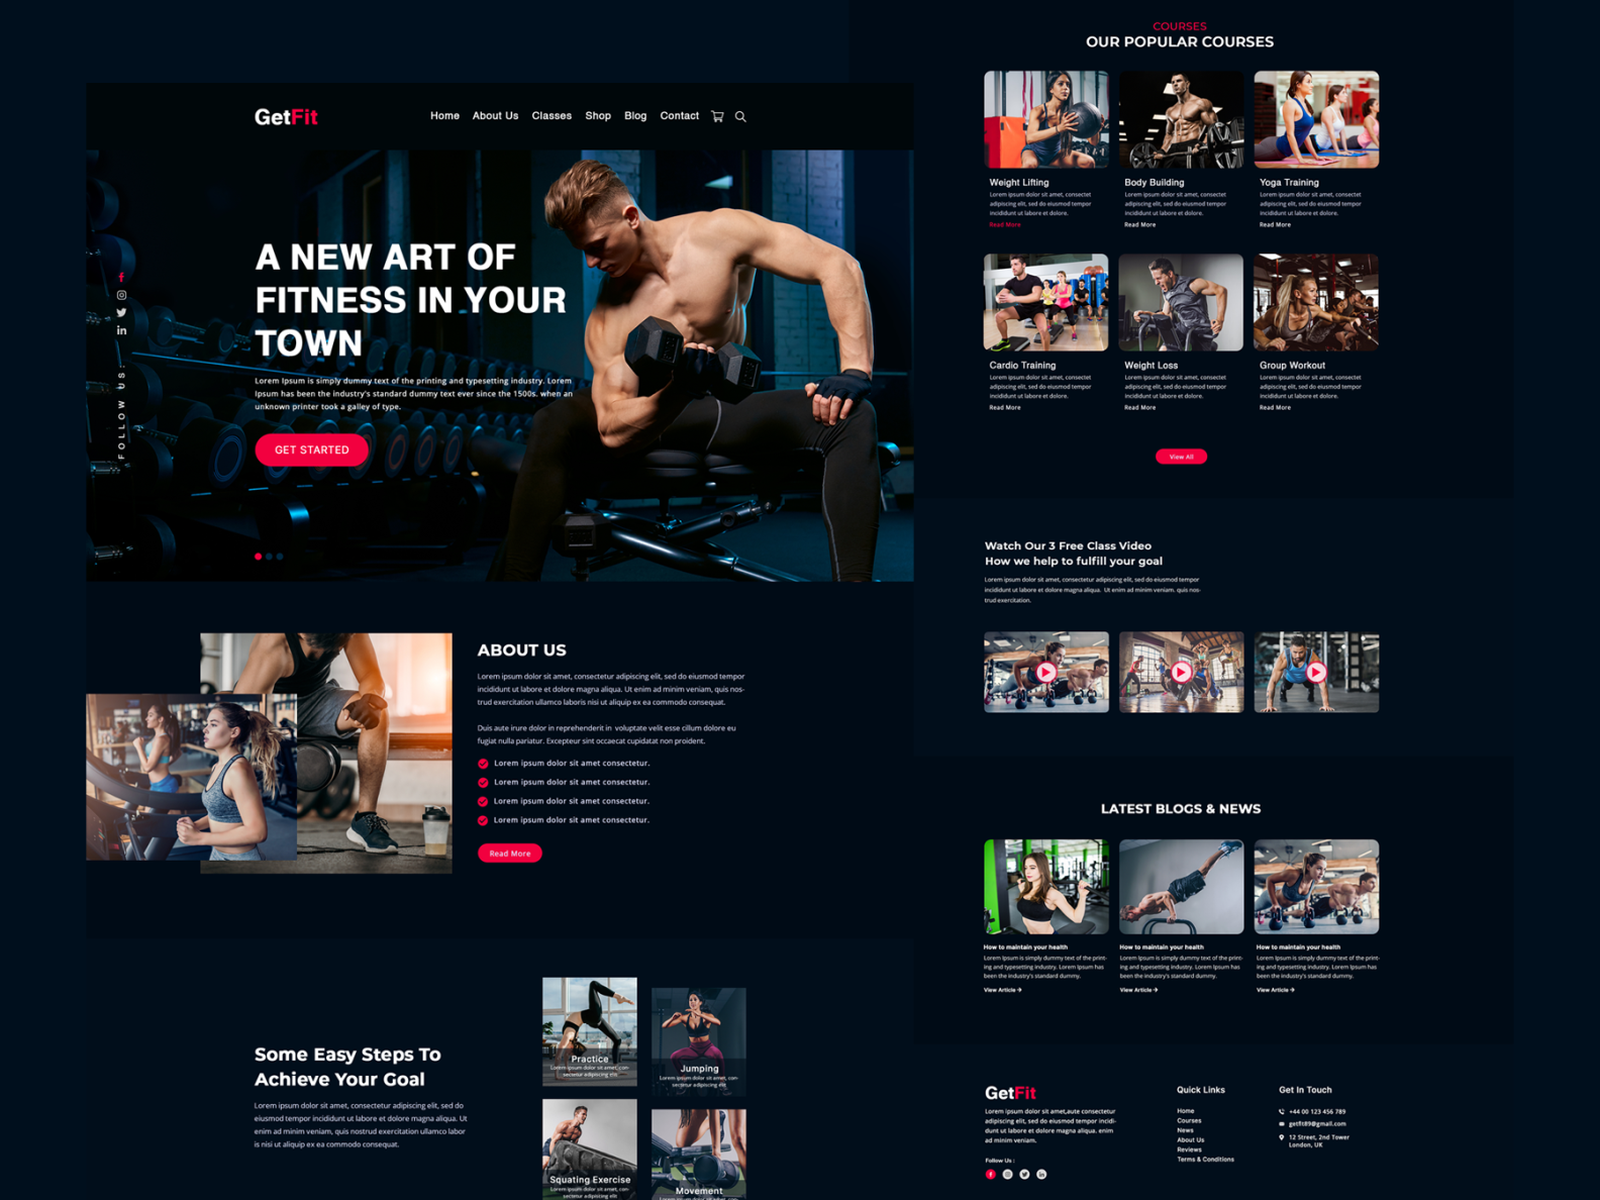 GetFit
Home About Us Classes Shop Blog Contact
A NEW ART OF
FITNESS IN YOUR
TOWN
Lorem Ipsum is simply dummy text of the printing and typesetting industry. Lorem
Ipsum has been the industry's standard dummy text ever since the 1500s. when an
unknown printer took a galley of type.
GET STARTED
FOLLOW US
ABOUT US
Lorem ipsum dolor sit amet, consectetur adipiscing elit, sed do eiusmod tempor
incididunt ut labore et dolore magna aliqua. Ut enim ad minim veniam, quis nos-
trud exercitation ullamco laboris nisi ut aliquip ex ea commodo consequat.
Duis aute irure dolor in reprehenderit in voluptate velit esse cillum dolore eu
fugiat nulla pariatur. Excepteur sint occaecat cupidatat non proident.
Lorem ipsum dolor sit amet consectetur.
Lorem ipsum dolor sit amet consectetur.
Lorem ipsum dolor sit amet consectetur.
Lorem ipsum dolor sit amet consectetur.
Read More
Some Easy Steps To
Achieve Your Goal
Lorem ipsum dolor sit amet, consectetur adipiscing elit, sed do
eiusmod tempor incididunt ut labore et dolore magna aliqua. Ut
enim ad minim veniam, quis nostrud exercitation ullamco labor
is nisi ut aliquip ex ea commodo consequat.
Practice
Lorem ipsum dolor sit amet, con-
sectetur adipiscing elit
Jumping
Lorem ipsum dolor sit amet, con-
sectetur adipiscing elit
Squating Exercise
Lorem ipsum dolor sit amet, con-
sectetur adipiscing elit
Movement
COURSES
OUR POPULAR COURSES
Weight Lifting
Lorem ipsum dolor sit amet, consectet
adipiscing elit, sed do eiusmod tempor
incididunt ut labore et dolore.
Read More
Body Building
Lorem ipsum dolor sit amet, consectet
adipiscing elit, sed do eiusmod tempor
incididunt ut labore et dolore.
Read More
Yoga Training
Lorem ipsum dolor sit amet, consectet
adipiscing elit, sed do eiusmod tempor
incididunt ut labore et dolore.
Read More
Cardio Training
Lorem ipsum dolor sit amet, consectet
adipiscing elit, sed do eiusmod tempor
incididunt ut labore et dolore.
Read More
Weight Loss
Lorem ipsum dolor sit amet, consectet
adipiscing elit, sed do eiusmod tempor
incididunt ut labore et dolore.
Read More
Group Workout
Lorem ipsum dolor sit amet, consectet
adipiscing elit, sed do eiusmod tempor
incididunt ut labore et dolore.
Read More
View All
Watch Our 3 Free Class Video
How we help to fulfill your goal
Lorem ipsum dolor sit amet, consectetur adipiscing elit, sed do eiusmod tempor
incididunt ut labore et dolore magna aliqua. Ut enim ad minim veniam. quis nos-
trud exercitation.
LATEST BLOGS & NEWS
How to maintain your health
Lorem Ipsum is simply dummy text of the print-
ing and typesetting industry. Lorem Ipsum has
been the industry's standard dummy.
View Article →
How to maintain your health
Lorem Ipsum is simply dummy text of the print-
ing and typesetting industry. Lorem Ipsum has
been the industry's standard dummy.
View Article →
How to maintain your health
Lorem Ipsum is simply dummy text of the print-
ing and typesetting industry. Lorem Ipsum has
been the industry's standard dummy.
View Article →
GetFit
Lorem ipsum dolor sit amet,aute consectetur
adipiscing elit, sed do eiusmod tempor incidi-
dunt ut labore et dolore magna aliqua. enim
ad minim veniam.
Follow Us :
Quick Links
Home
Courses
News
About Us
Reviews
Terms & Conditions
Get In Touch
+44 00 123 456 789
getfit89@gmail.com
12 Street, 2nd Tower
London, UK